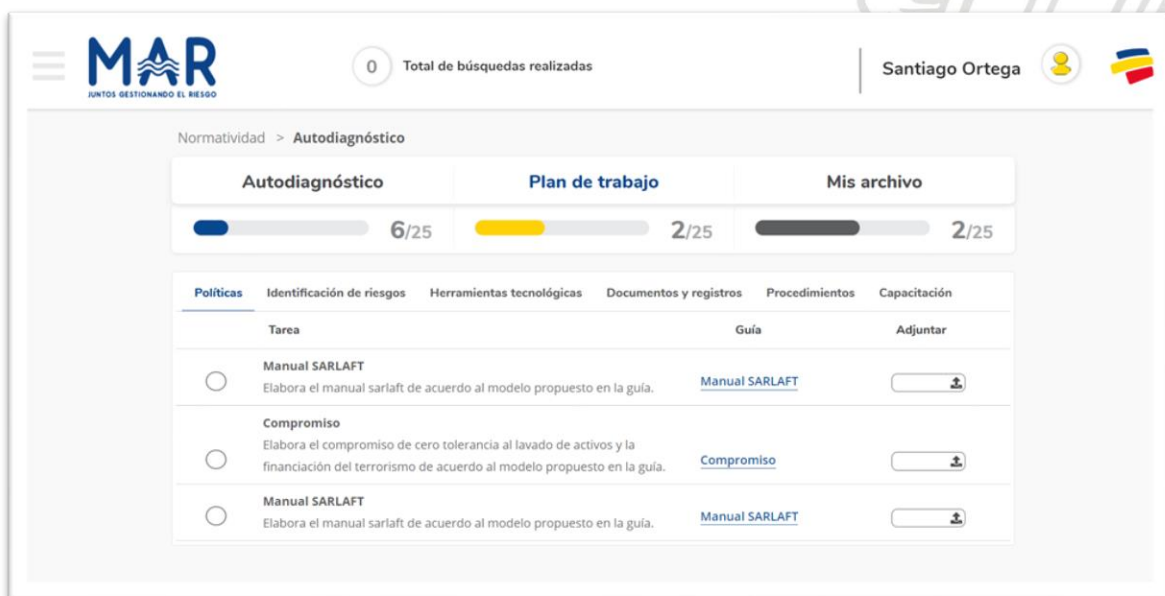 MAR
JUNTOS GESTIONANDO EL RIESGO
0 Total de búsquedas realizadas
Santiago Ortega
Normatividad > Autodiagnóstico
Autodiagnóstico Plan de trabajo Mis archivo
6/25 2/25 2/25
Políticas Identificación de riesgos Herramientas tecnológicas Documentos y registros Procedimientos Capacitación
Tarea Guía Adjuntar
Manual SARLAFT
Elabora el manual sarlaft de acuerdo al modelo propuesto en la guía. Manual SARLAFT
Compromiso
Elabora el compromiso de cero tolerancia al lavado de activos y la
financiación del terrorismo de acuerdo al modelo propuesto en la guía. Compromiso
Manual SARLAFT
Elabora el manual sarlaft de acuerdo al modelo propuesto en la guía. Manual SARLAFT